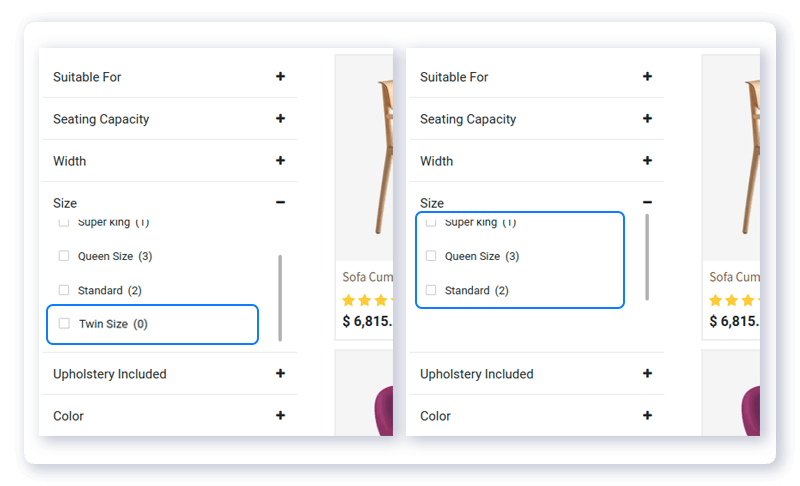 Suitable For
Seating Capacity
Width
Size
Super king (1)
Queen Size (3)
Standard (2)
Twin Size (0)
Upholstery Included
Color
Sofa Cum
$ 6,815.
Suitable For
Seating Capacity
Width
Size
Super king (1)
Queen Size (3)
Standard (2)
Upholstery Included
Color
Sofa Cum
$ 6,815.